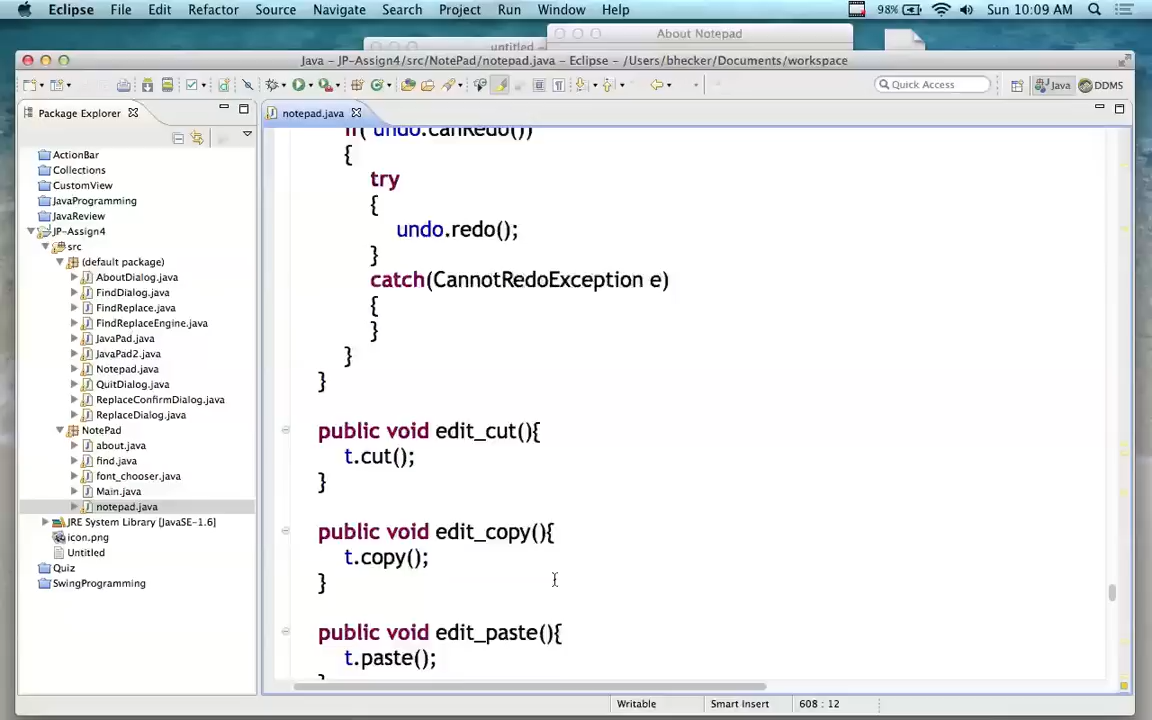 Eclipse File Edit Refactor Source Navigate Search Project Run Window Help 98% Sun 10:09 AM
About Notepad
untitled
Java – JP-Assign4/src/NotePad/notepad.java – Eclipse – /Users/bhecker/Documents/workspace
Quick Access Java DDMS
Package Explorer
notepad.java
ActionBar
Collections
CustomView
JavaProgramming
JavaReview
JP-Assign4
src
(default package)
AboutDialog.java
FindDialog.java
FindReplace.java
FindReplaceEngine.java
JavaPad.java
JavaPad2.java
Notepad.java
QuitDialog.java
ReplaceConfirmDialog.java
ReplaceDialog.java
NotePad
about.java
find.java
font_chooser.java
Main.java
notepad.java
JRE System Library [JavaSE-1.6]
icon.png
Untitled
Quiz
SwingProgramming
if( undo.canRedo())
{
try
{
undo.redo();
}
catch(CannotRedoException e)
{
}
}
}
public void edit_cut(){
t.cut();
}
public void edit_copy(){
t.copy();
}
public void edit_paste(){
t.paste();
Writable Smart Insert 608 : 12